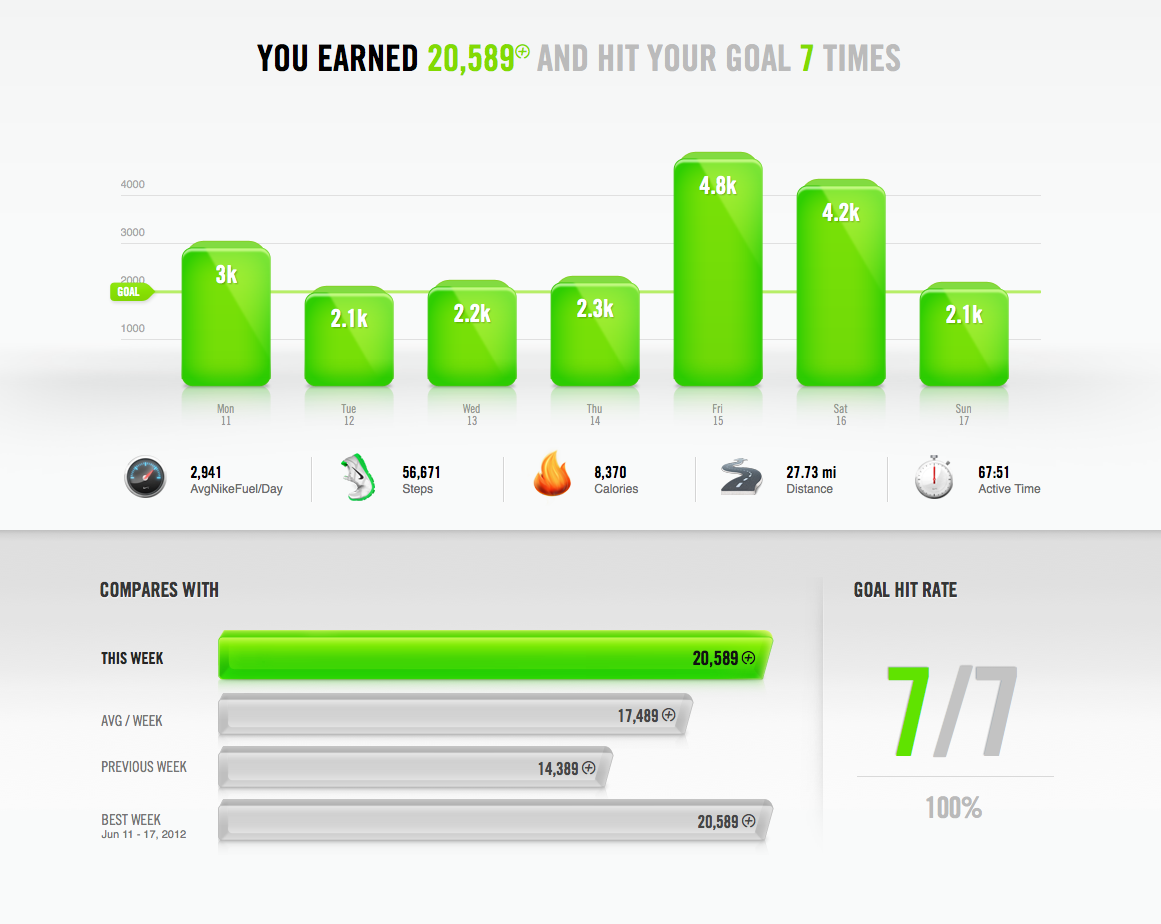 YOU EARNED 20,589 AND HIT YOUR GOAL 7 TIMES
4000
3000
2000
GOAL
1000
3k
2.1k
2.2k
2.3k
4.8k
4.2k
2.1k
Mon
11
Tue
12
Wed
13
Thu
14
Fri
15
Sat
16
Sun
17
2,941
AvgNikeFuel/Day
56,671
Steps
8,370
Calories
27.73 mi
Distance
67:51
Active Time
COMPARES WITH
THIS WEEK
20,589
AVG / WEEK
17,489
PREVIOUS WEEK
14,389
BEST WEEK
Jun 11 - 17, 2012
20,589
GOAL HIT RATE
7/7
100%